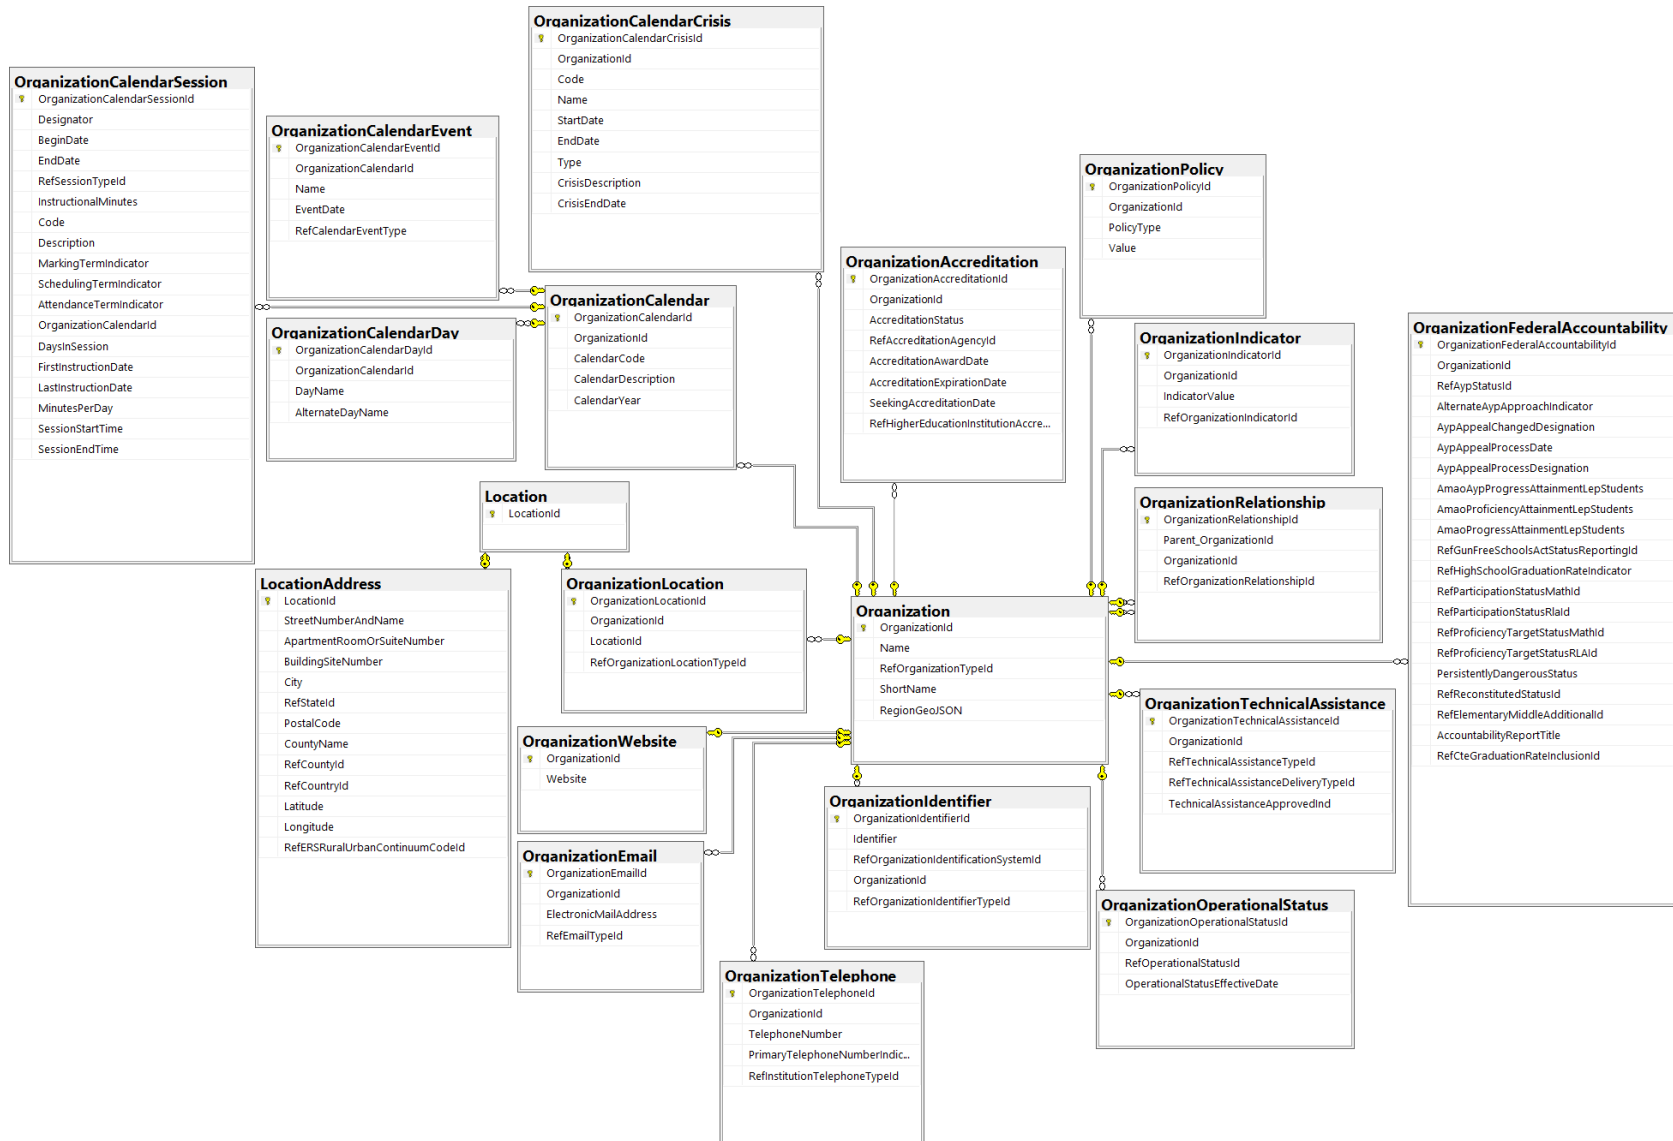 OrganizationCalendarCrisis
OrganizationCalendarCrisisId
OrganizationId
Code
Name
StartDate
EndDate
Type
CrisisDescription
CrisisEndDate
OrganizationCalendarSession
OrganizationCalendarSessionId
Designator
BeginDate
EndDate
RefSessionTypeId
InstructionalMinutes
Code
Description
MarkingTermIndicator
SchedulingTermIndicator
AttendanceTermIndicator
OrganizationCalendarId
DaysInSession
FirstInstructionDate
LastInstructionDate
MinutesPerDay
SessionStartTime
SessionEndTime
OrganizationCalendarEvent
OrganizationCalendarEventId
OrganizationCalendarId
Name
EventDate
RefCalendarEventType
OrganizationCalendarDay
OrganizationCalendarDayId
OrganizationCalendarId
DayName
AlternateDayName
OrganizationCalendar
OrganizationCalendarId
OrganizationId
CalendarCode
CalendarDescription
CalendarYear
OrganizationAccreditation
OrganizationAccreditationId
OrganizationId
AccreditationStatus
RefAccreditationAgencyId
AccreditationAwardDate
AccreditationExpirationDate
SeekingAccreditationDate
RefHigherEducationInstitutionAccre...
OrganizationPolicy
OrganizationPolicyId
OrganizationId
PolicyType
Value
OrganizationIndicator
OrganizationIndicatorId
OrganizationId
IndicatorValue
RefOrganizationIndicatorId
OrganizationRelationship
OrganizationRelationshipId
Parent_OrganizationId
OrganizationId
RefOrganizationRelationshipId
OrganizationFederalAccountability
OrganizationFederalAccountabilityId
OrganizationId
RefAypStatusId
AlternateAypApproachIndicator
AypAppealChangedDesignation
AypAppealProcessDate
AypAppealProcessDesignation
AmaoAypProgressAttainmentLepStudents
AmaoProficiencyAttainmentLepStudents
AmaoProgressAttainmentLepStudents
RefGunFreeSchoolsActStatusReportingId
RefHighSchoolGraduationRateIndicator
RefParticipationStatusMathId
RefParticipationStatusRlaId
RefProficiencyTargetStatusMathId
RefProficiencyTargetStatusRLAId
PersistentlyDangerousStatus
RefReconstitutedStatusId
RefElementaryMiddleAdditionalId
AccountabilityReportTitle
RefCteGraduationRateInclusionId
Location
LocationId
LocationAddress
LocationId
StreetNumberAndName
ApartmentRoomOrSuiteNumber
BuildingSiteNumber
City
RefStateId
PostalCode
CountyName
RefCountyId
RefCountryId
Latitude
Longitude
RefERSRuralUrbanContinuumCodeId
OrganizationLocation
OrganizationLocationId
OrganizationId
LocationId
RefOrganizationLocationTypeId
Organization
OrganizationId
Name
RefOrganizationTypeId
ShortName
RegionGeoJSON
OrganizationWebsite
OrganizationId
Website
OrganizationEmail
OrganizationEmailId
OrganizationId
ElectronicMailAddress
RefEmailTypeId
OrganizationTelephone
OrganizationTelephoneId
OrganizationId
TelephoneNumber
PrimaryTelephoneNumberIndic...
RefInstitutionTelephoneTypeId
OrganizationIdentifier
OrganizationIdentifierId
Identifier
RefOrganizationIdentificationSystemId
OrganizationId
RefOrganizationIdentifierTypeId
OrganizationTechnicalAssistance
OrganizationTechnicalAssistanceId
OrganizationId
RefTechnicalAssistanceTypeId
RefTechnicalAssistanceDeliveryTypeId
TechnicalAssistanceApprovedInd
OrganizationOperationalStatus
OrganizationOperationalStatusId
OrganizationId
RefOperationalStatusId
OperationalStatusEffectiveDate